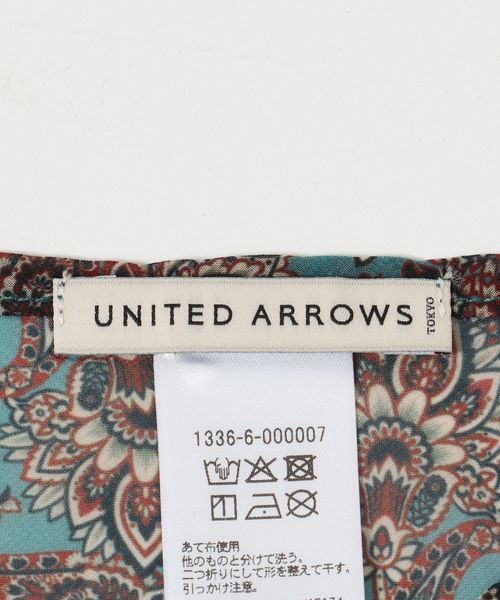 UNITED ARROWS
TOKYO
1336-6-000007
あて布使用
他のものと分けて洗う。
二つ折りにして形を整えて干す。
引っかけ注意。